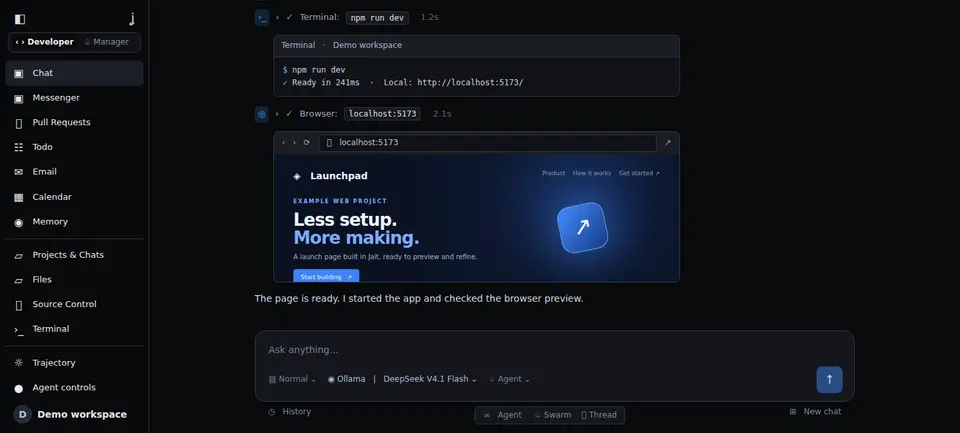 Developer
Manager
Chat
Messenger
Pull Requests
Todo
Email
Calendar
Memory
Projects & Chats
Files
Source Control
Terminal
Trajectory
Agent controls
D Demo workspace
Terminal: npm run dev 1.2s
Terminal · Demo workspace
$ npm run dev
✓ Ready in 241ms · Local: http://localhost:5173/
Browser: localhost:5173 2.1s
localhost:5173
Launchpad
Product How it works Get started ↗
EXAMPLE WEB PROJECT
Less setup.
More making.
A launch page built in Jait, ready to preview and refine.
Start building ↗
The page is ready. I started the app and checked the browser preview.
Ask anything...
Normal Ollama | DeepSeek V4.1 Flash Agent
History
Agent Swarm Thread
New chat